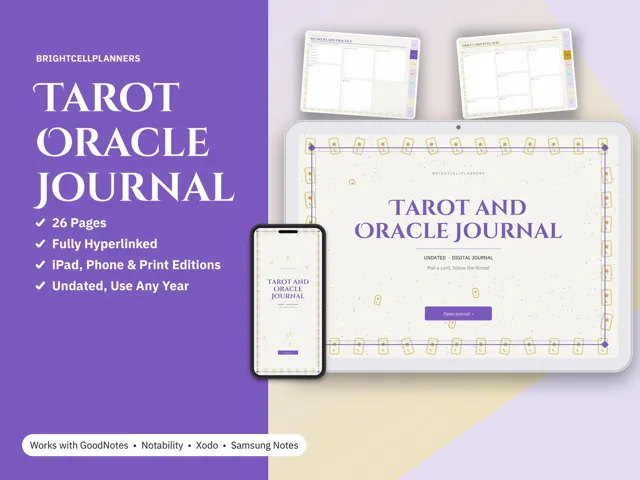 BRIGHTCELLPLANNERS
TAROT
ORACLE
JOURNAL
26 Pages
Fully Hyperlinked
iPad, Phone & Print Editions
Undated, Use Any Year
Works with GoodNotes • Notability • Xodo • Samsung Notes
BRIGHTCELLPLANNERS
TAROT AND
ORACLE JOURNAL
UNDATED · DIGITAL JOURNAL
Pull a card, follow the thread
Open journal
TAROT AND
ORACLE
JOURNAL